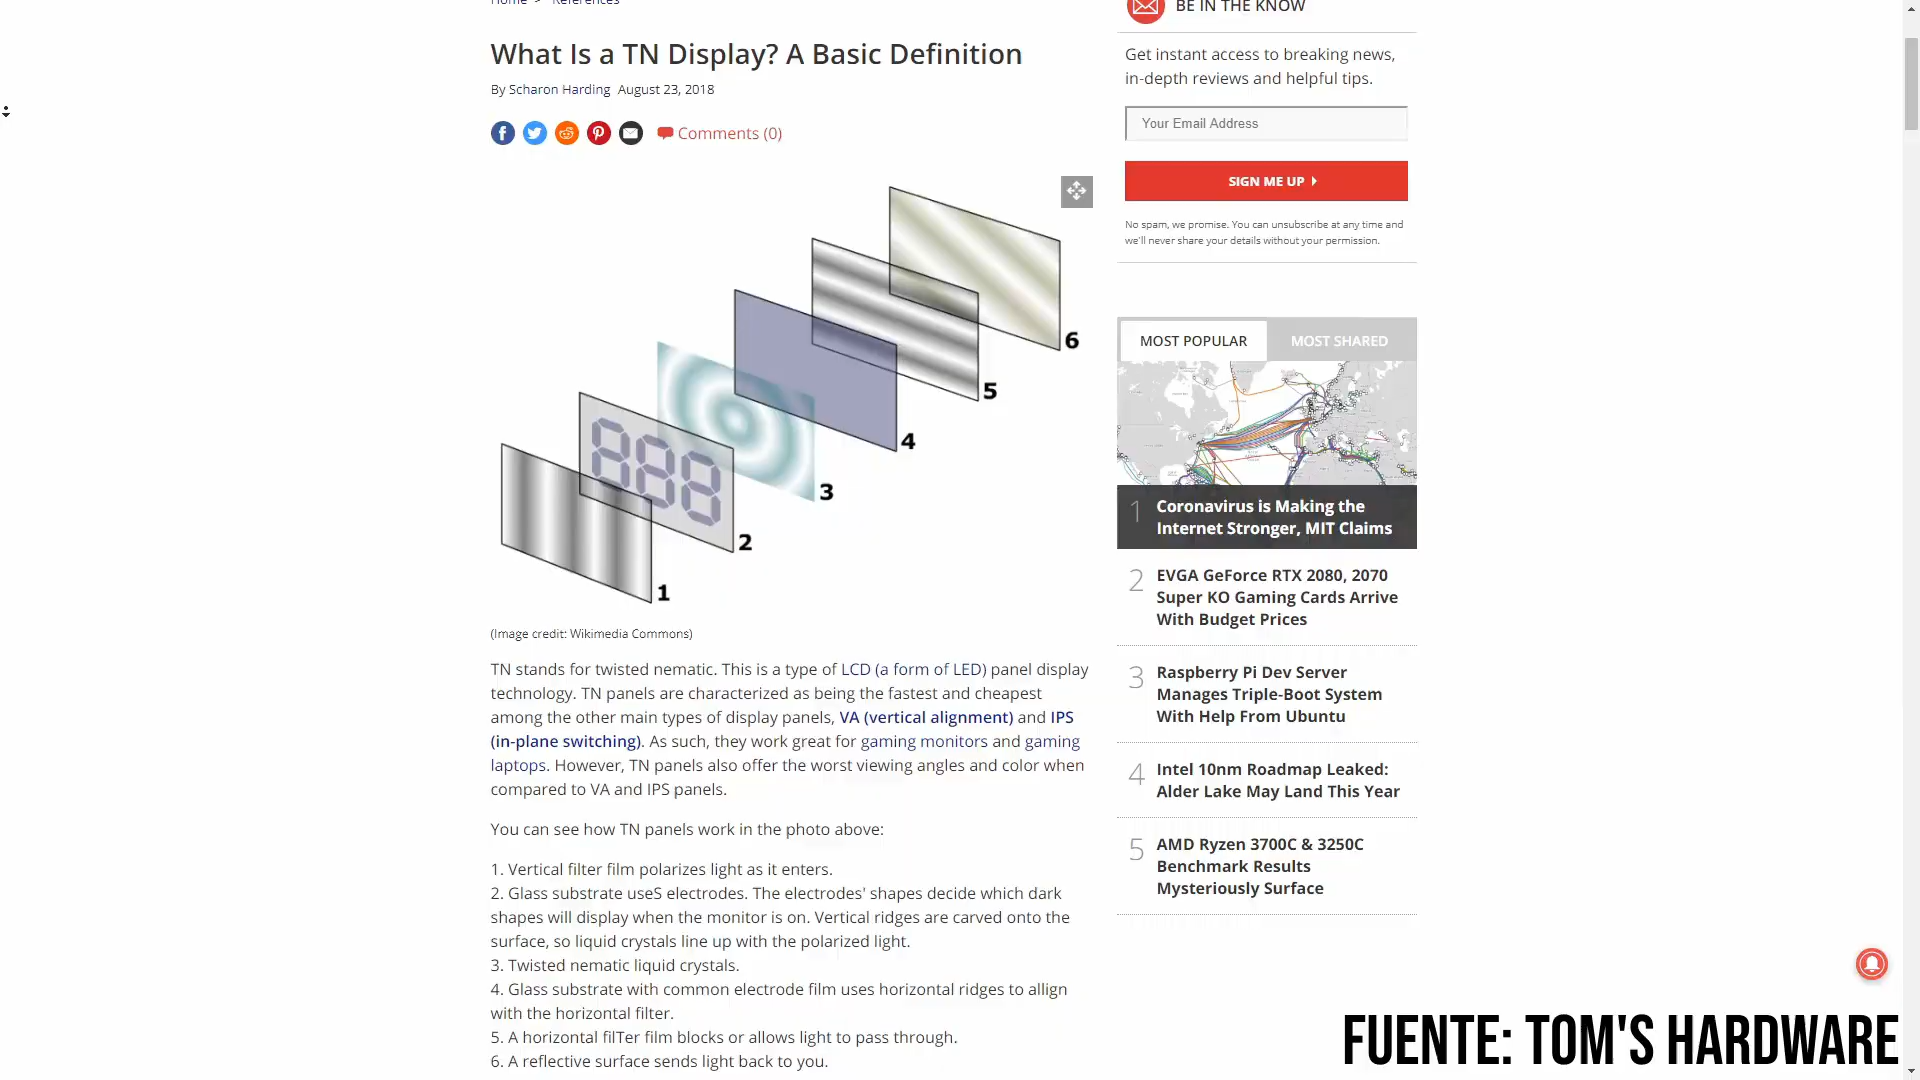 Home > References
What Is a TN Display? A Basic Definition
By Scharon Harding August 23, 2018
Comments (0)
1
2
3
4
5
6
(Image credit: Wikimedia Commons)
TN stands for twisted nematic. This is a type of LCD (a form of LED) panel display
technology. TN panels are characterized as being the fastest and cheapest
among the other main types of display panels, VA (vertical alignment) and IPS
(in-plane switching). As such, they work great for gaming monitors and gaming
laptops. However, TN panels also offer the worst viewing angles and color when
compared to VA and IPS panels.
You can see how TN panels work in the photo above:
1. Vertical filter film polarizes light as it enters.
2. Glass substrate useS electrodes. The electrodes' shapes decide which dark
shapes will display when the monitor is on. Vertical ridges are carved onto the
surface, so liquid crystals line up with the polarized light.
3. Twisted nematic liquid crystals.
4. Glass substrate with common electrode film uses horizontal ridges to allign
with the horizontal filter.
5. A horizontal filTer film blocks or allows light to pass through.
6. A reflective surface sends light back to you.
BE IN THE KNOW
Get instant access to breaking news,
in-depth reviews and helpful tips.
Your Email Address
SIGN ME UP
No spam, we promise. You can unsubscribe at any time and
we'll never share your details without your permission.
MOST POPULAR
MOST SHARED
1 Coronavirus is Making the
Internet Stronger, MIT Claims
2 EVGA GeForce RTX 2080, 2070
Super KO Gaming Cards Arrive
With Budget Prices
3 Raspberry Pi Dev Server
Manages Triple-Boot System
With Help From Ubuntu
4 Intel 10nm Roadmap Leaked:
Alder Lake May Land This Year
5 AMD Ryzen 3700C & 3250C
Benchmark Results
Mysteriously Surface
FUENTE: TOM'S HARDWARE